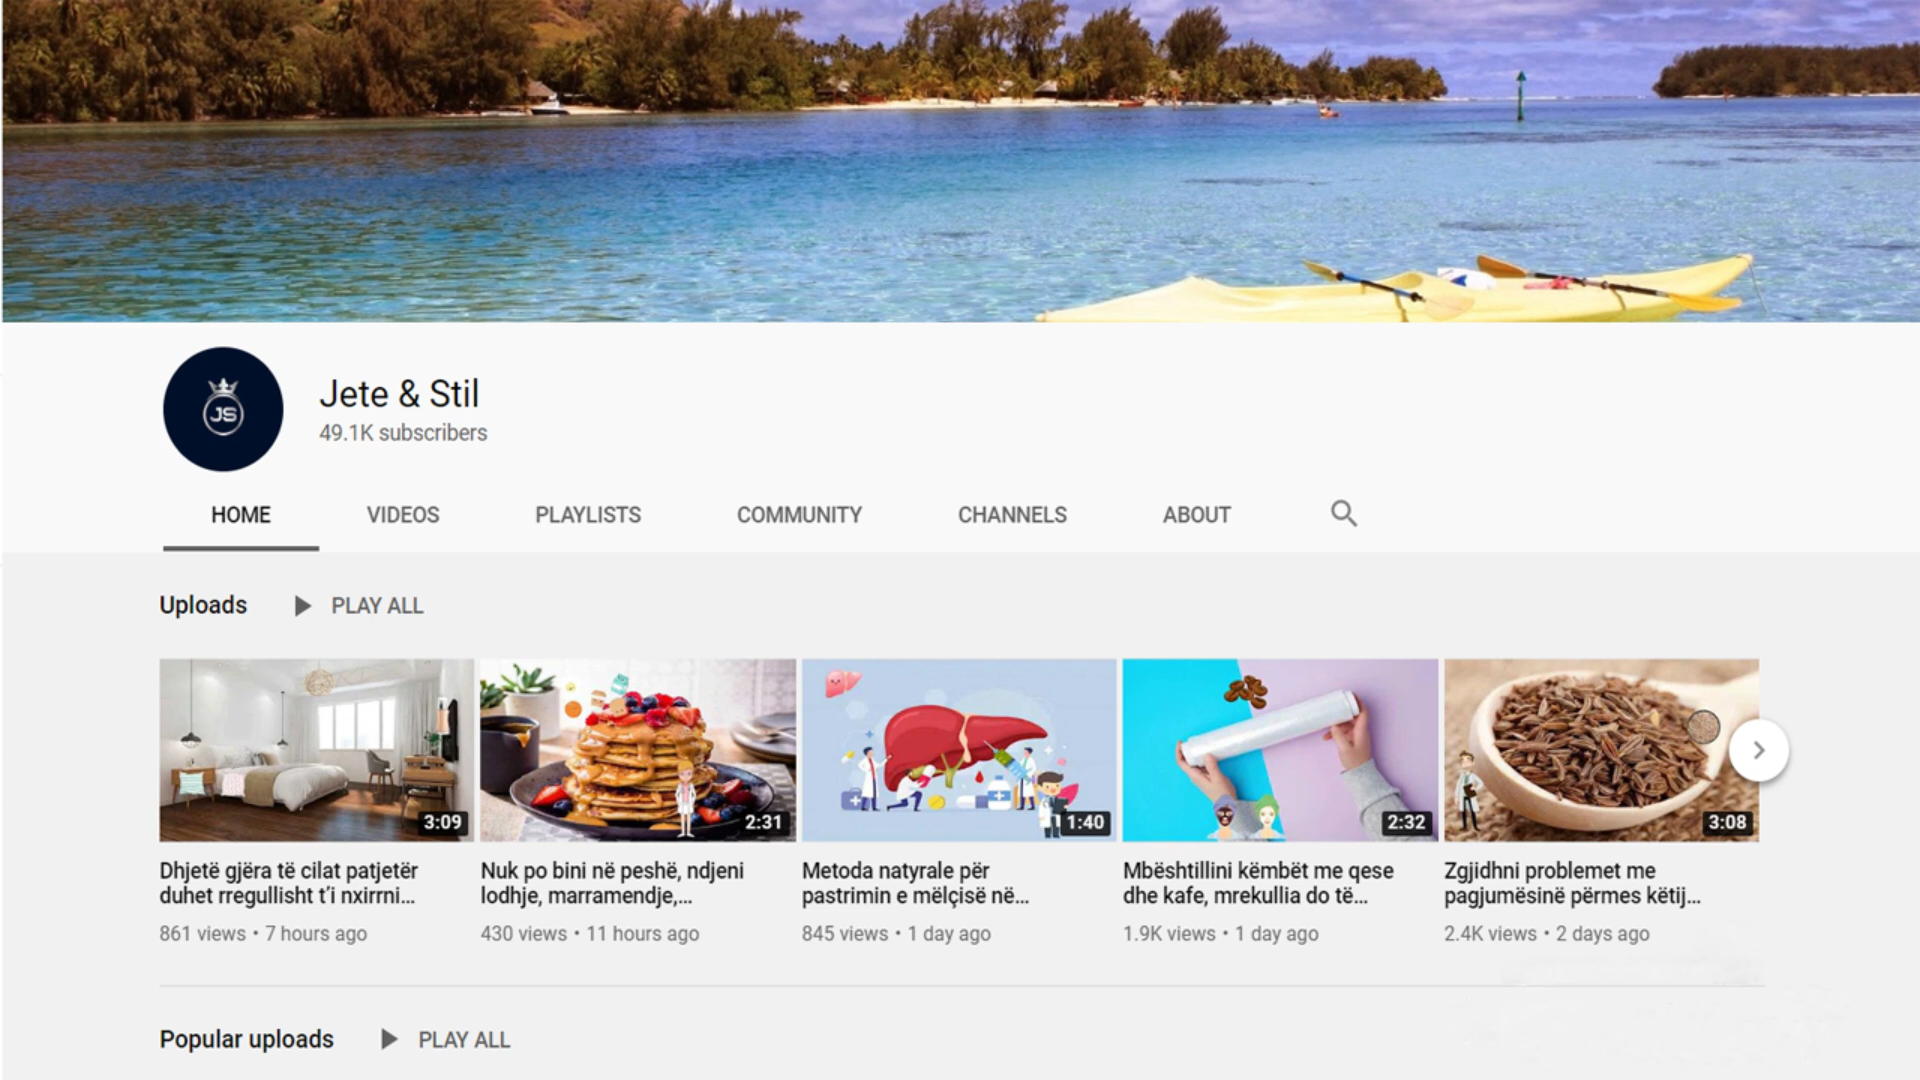 JS
Jete & Stil
49.1K subscribers
HOME VIDEOS PLAYLISTS COMMUNITY CHANNELS ABOUT
Uploads PLAY ALL
3:09 2:31 1:40 2:32 3:08
Dhjetë gjëra të cilat patjetër
duhet rregullisht t'i nxirrni...
861 views • 7 hours ago
Nuk po bini në peshë, ndjeni
lodhje, marramendje,...
430 views • 11 hours ago
Metoda natyrale për
pastrimin e mëlçisë në...
845 views • 1 day ago
Mbështillini këmbët me qese
dhe kafe, mrekullia do të...
1.9K views • 1 day ago
Zgjidhni problemet me
pagjumësinë përmes këtij...
2.4K views • 2 days ago
Popular uploads PLAY ALL